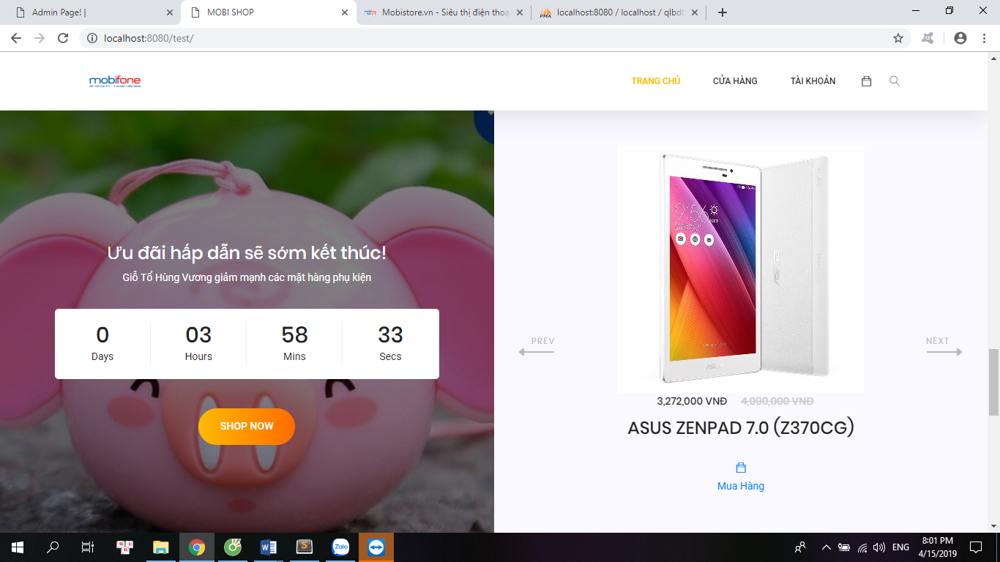 Admin Page! |
MOBI SHOP
Mobistore.vn - Siêu thị điện thoạ
localhost:8080 / localhost / qlbdt
localhost:8080/test/
mobifone
TRANG CHỦ
CỬA HÀNG
TÀI KHOẢN
Ưu đãi hấp dẫn sẽ sớm kết thúc!
Giỗ Tổ Hùng Vương giảm mạnh các mặt hàng phụ kiện
0 03 58 33
Days Hours Mins Secs
SHOP NOW
9:56
ASUS
PREV
NEXT
3,272,000 VNĐ 4,090,000 VNĐ
ASUS ZENPAD 7.0 (Z370CG)
Mua Hàng
Zalo
ENG
8:01 PM
4/15/2019